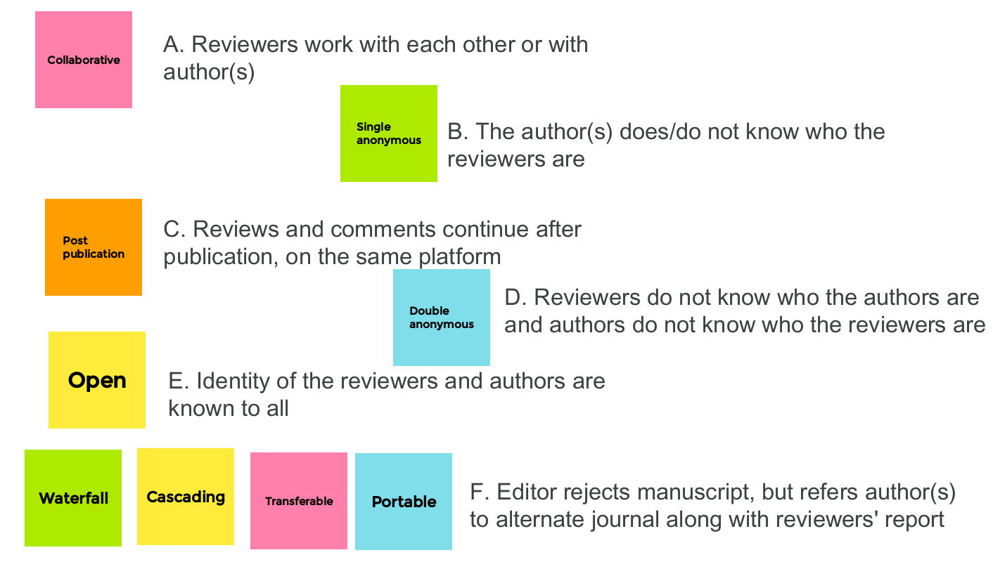 Collaborative
A. Reviewers work with each other or with
author(s)
Single
anonymous
B. The author(s) does/do not know who the
reviewers are
Post
publication
C. Reviews and comments continue after
publication, on the same platform
Double
anonymous
D. Reviewers do not know who the authors are
and authors do not know who the reviewers are
Open
E. Identity of the reviewers and authors are
known to all
Waterfall
Cascading
Transferable
Portable
F. Editor rejects manuscript, but refers author(s)
to alternate journal along with reviewers' report